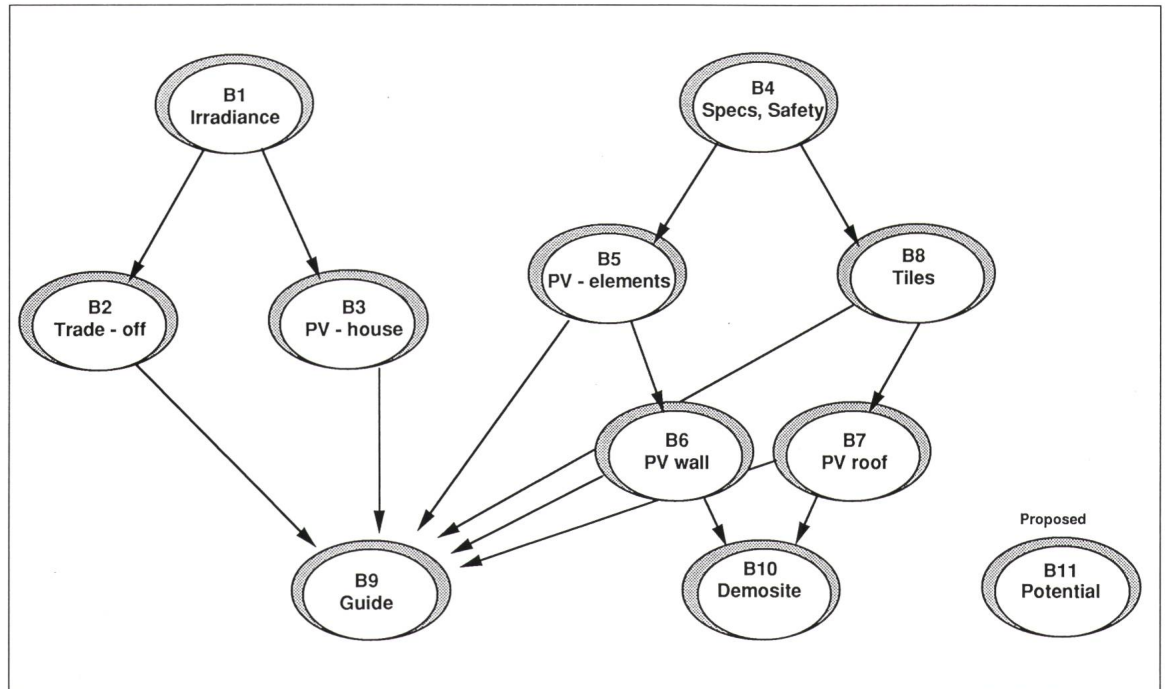 B1
Irradiance
B4
Specs, Safety
B5
PV - elements
B8
Tiles
B2
Trade - off
B3
PV - house
B6
PV wall
B7
PV roof
Proposed
B9
Guide
B10
Demosite
B11
Potential